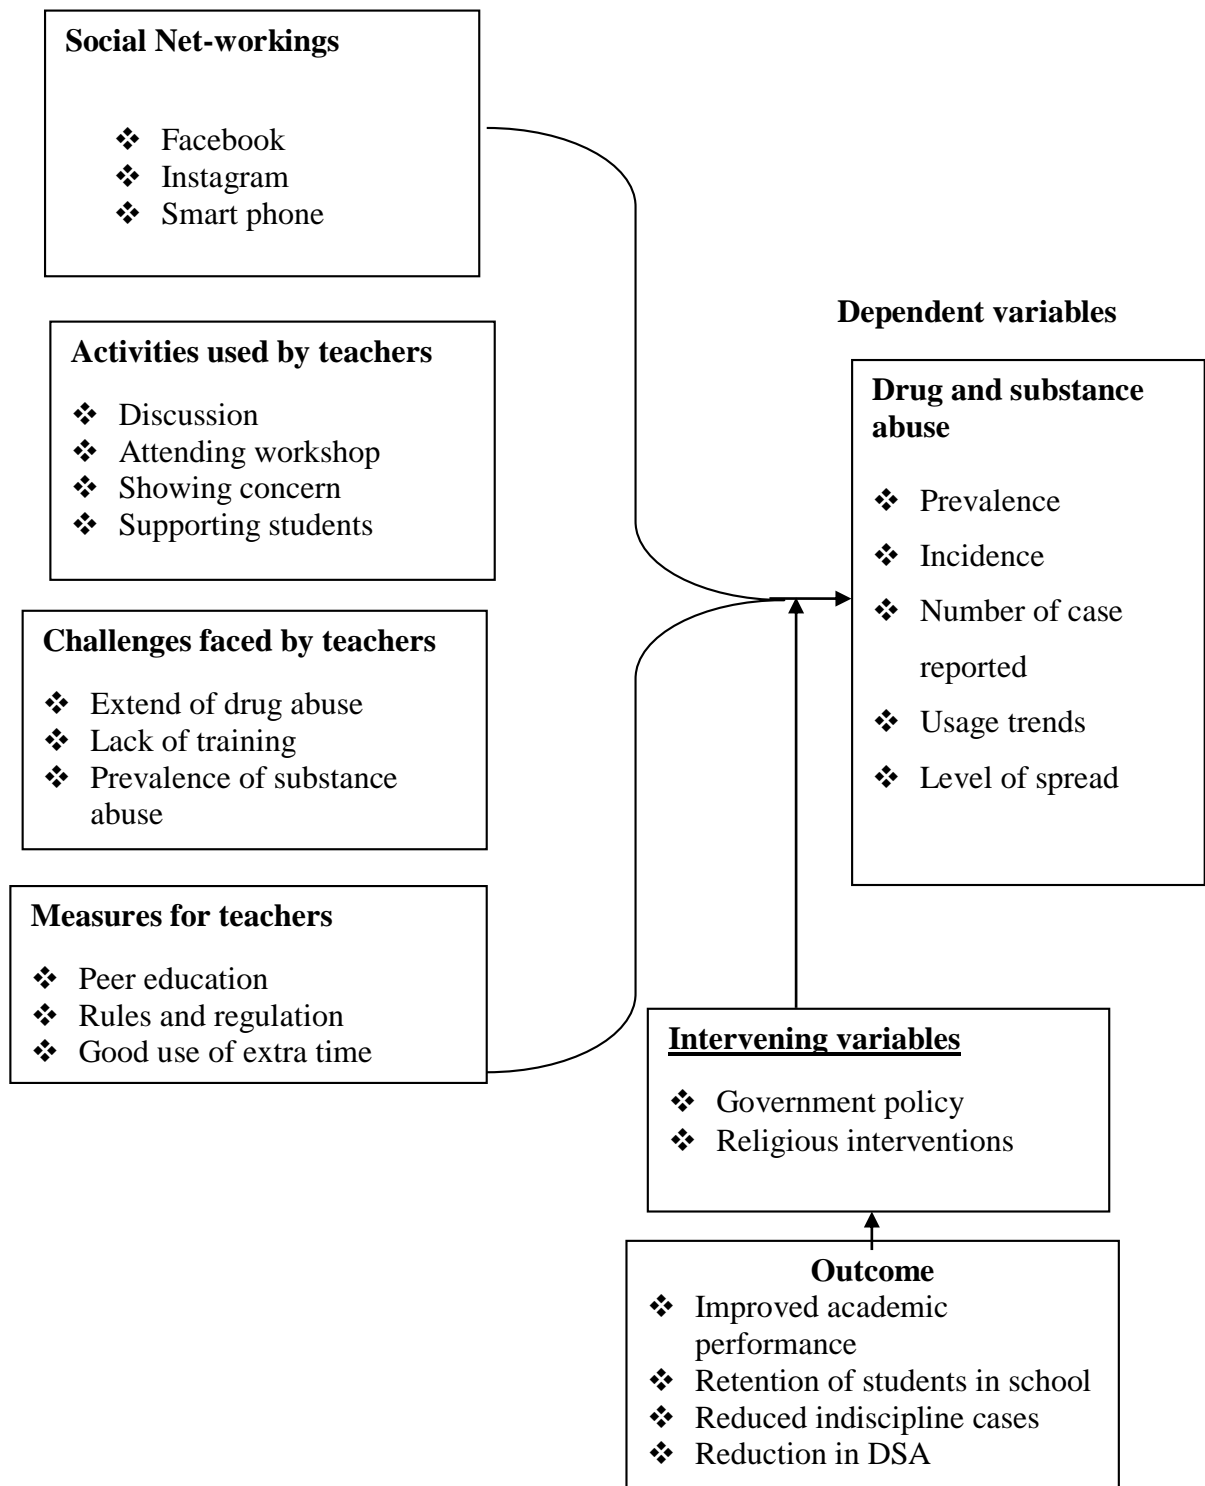 Social Net-workings
❖ Facebook
❖ Instagram
❖ Smart phone
Activities used by teachers
❖ Discussion
❖ Attending workshop
❖ Showing concern
❖ Supporting students
Challenges faced by teachers
❖ Extend of drug abuse
❖ Lack of training
❖ Prevalence of substance
abuse
Measures for teachers
❖ Peer education
❖ Rules and regulation
❖ Good use of extra time
Dependent variables
Drug and substance
abuse
❖ Prevalence
❖ Incidence
❖ Number of case
reported
❖ Usage trends
❖ Level of spread
Intervening variables
❖ Government policy
❖ Religious interventions
Outcome
❖ Improved academic
performance
❖ Retention of students in school
❖ Reduced indiscipline cases
❖ Reduction in DSA